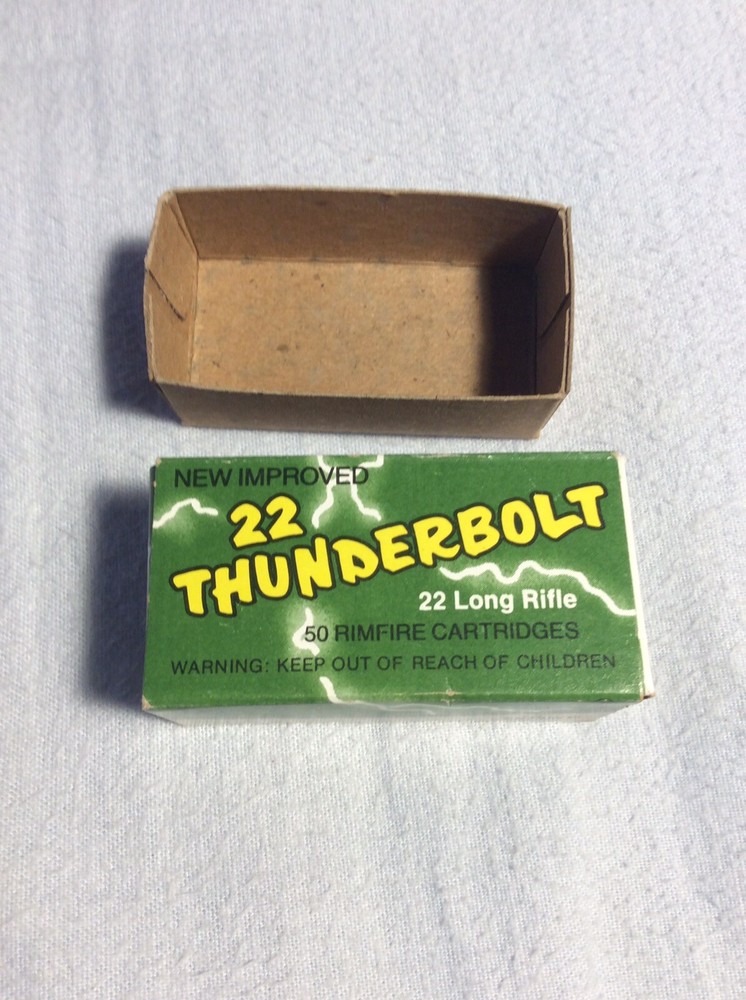 NEW IMPROVED
22
THUNDERBOLT
22 Long Rifle
50 RIMFIRE CARTRIDGES
WARNING: KEEP OUT OF REACH OF CHILDREN